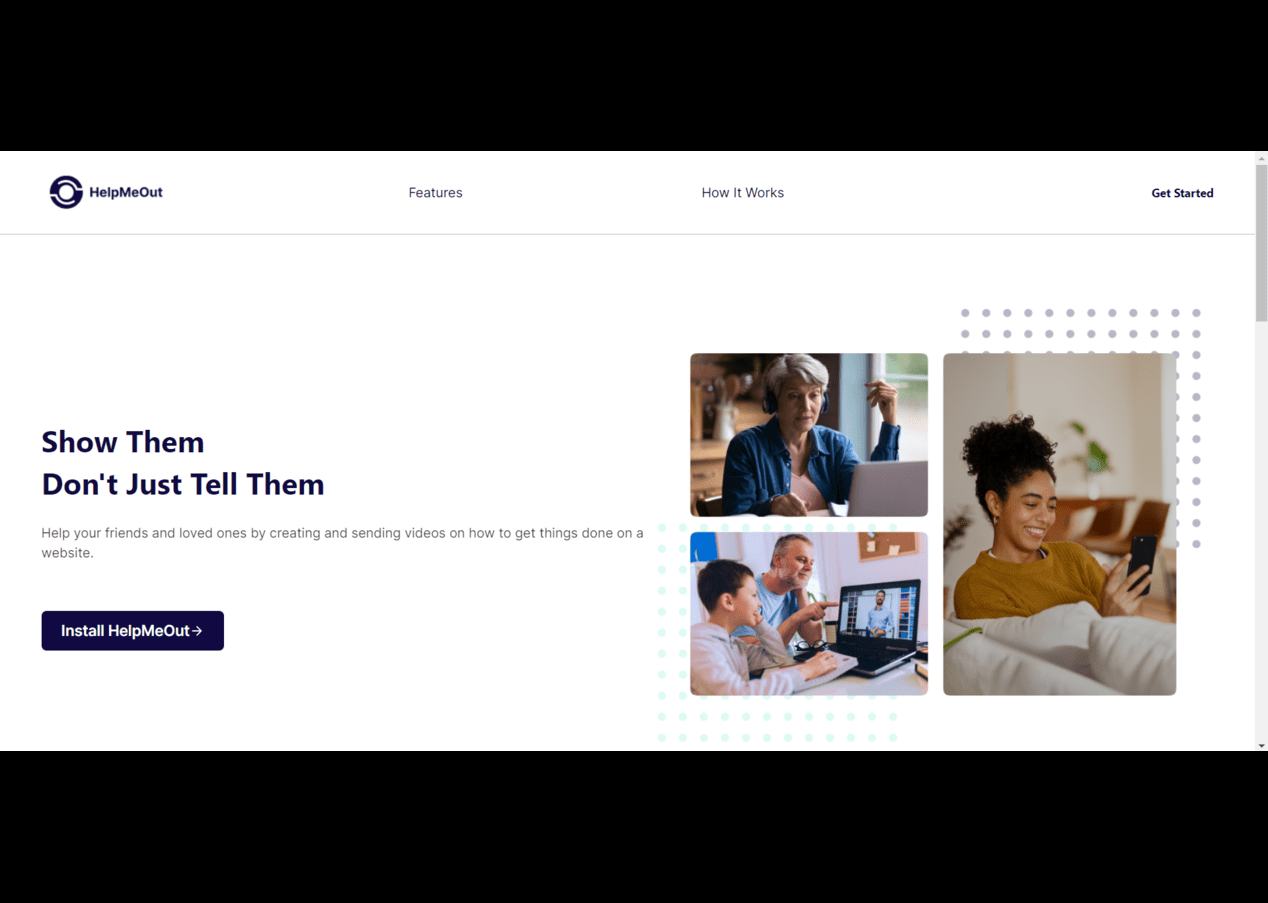 HelpMeOut
Features
How It Works
Get Started
Show Them
Don't Just Tell Them
Help your friends and loved ones by creating and sending videos on how to get things done on a
website.
Install HelpMeOut→